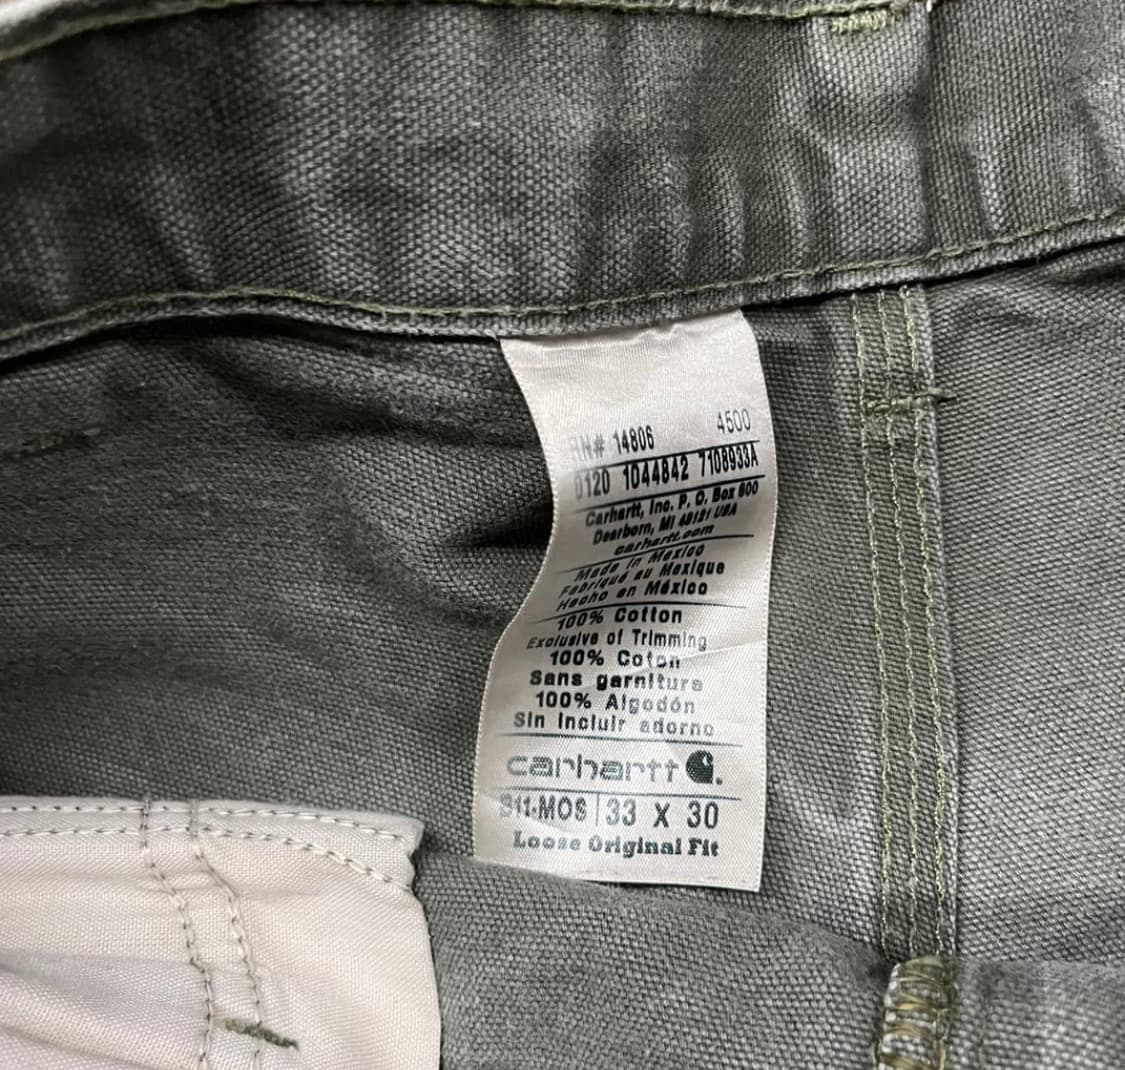 RN# 14806 4500
0120 1044842 7108933A
Carhartt, Inc. P. O. Box 600
Dearborn, MI 48121 USA
carhartt.com
Made in Mexico
Fabriqué au Mexique
Hecho en México
100% Cotton
Exclusive of Trimming
100% Coton
Sans garniture
100% Algodón
Sin incluir adorno
carhartt
B11-MOS 33 X 30
Loose Original Fit